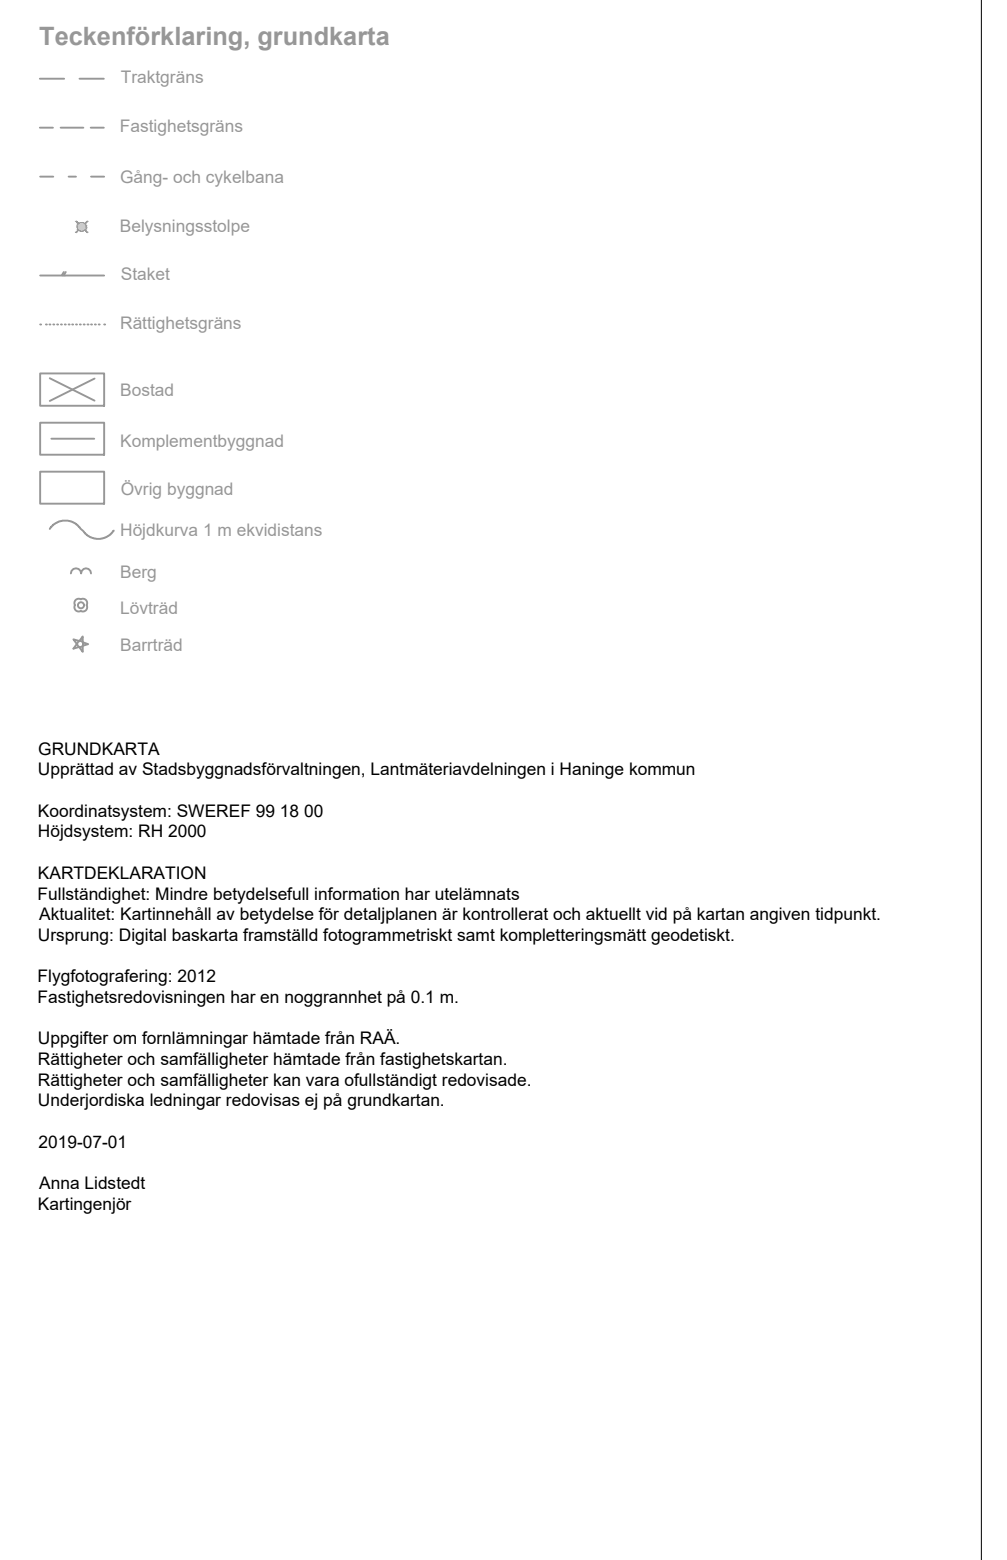 Teckenförklaring, grundkarta
Traktgräns
Fastighetsgräns
Gång- och cykelbana
Belysningsstolpe
Staket
Rättighetsgräns
Bostad
Komplementbyggnad
Övrig byggnad
Höjdkurva 1 m ekvidistans
Berg
Lövträd
Barrträd
GRUNDKARTA
Upprättad av Stadsbyggnadsförvaltningen, Lantmäteriavdelningen i Haninge kommun
Koordinatsystem: SWEREF 99 18 00
Höjdsystem: RH 2000
KARTDEKLARATION
Fullständighet: Mindre betydelsefull information har utelämnats
Aktualitet: Kartinnehåll av betydelse för detaljplanen är kontrollerat och aktuellt vid på kartan angiven tidpunkt.
Ursprung: Digital baskarta framställd fotogrammetriskt samt kompletteringsmätt geodetiskt.
Flygfotografering: 2012
Fastighetsredovisningen har en noggrannhet på 0.1 m.
Uppgifter om fornlämningar hämtade från RAÄ.
Rättigheter och samfälligheter hämtade från fastighetskartan.
Rättigheter och samfälligheter kan vara ofullständigt redovisade.
Underjordiska ledningar redovisas ej på grundkartan.
2019-07-01
Anna Lidstedt
Kartingenjör